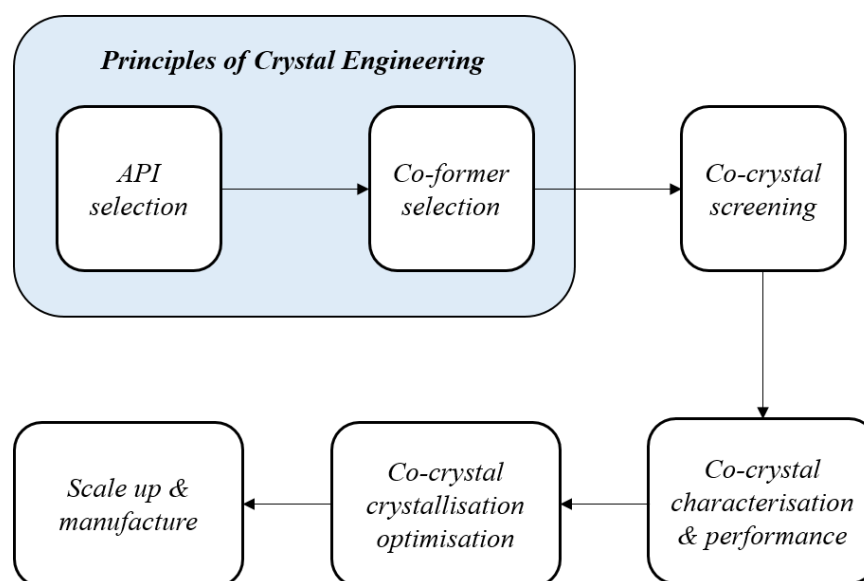 Principles of Crystal Engineering
API
selection
Co-former
selection
Co-crystal
screening
Scale up &
manufacture
Co-crystal
crystallisation
optimisation
Co-crystal
characterisation
& performance